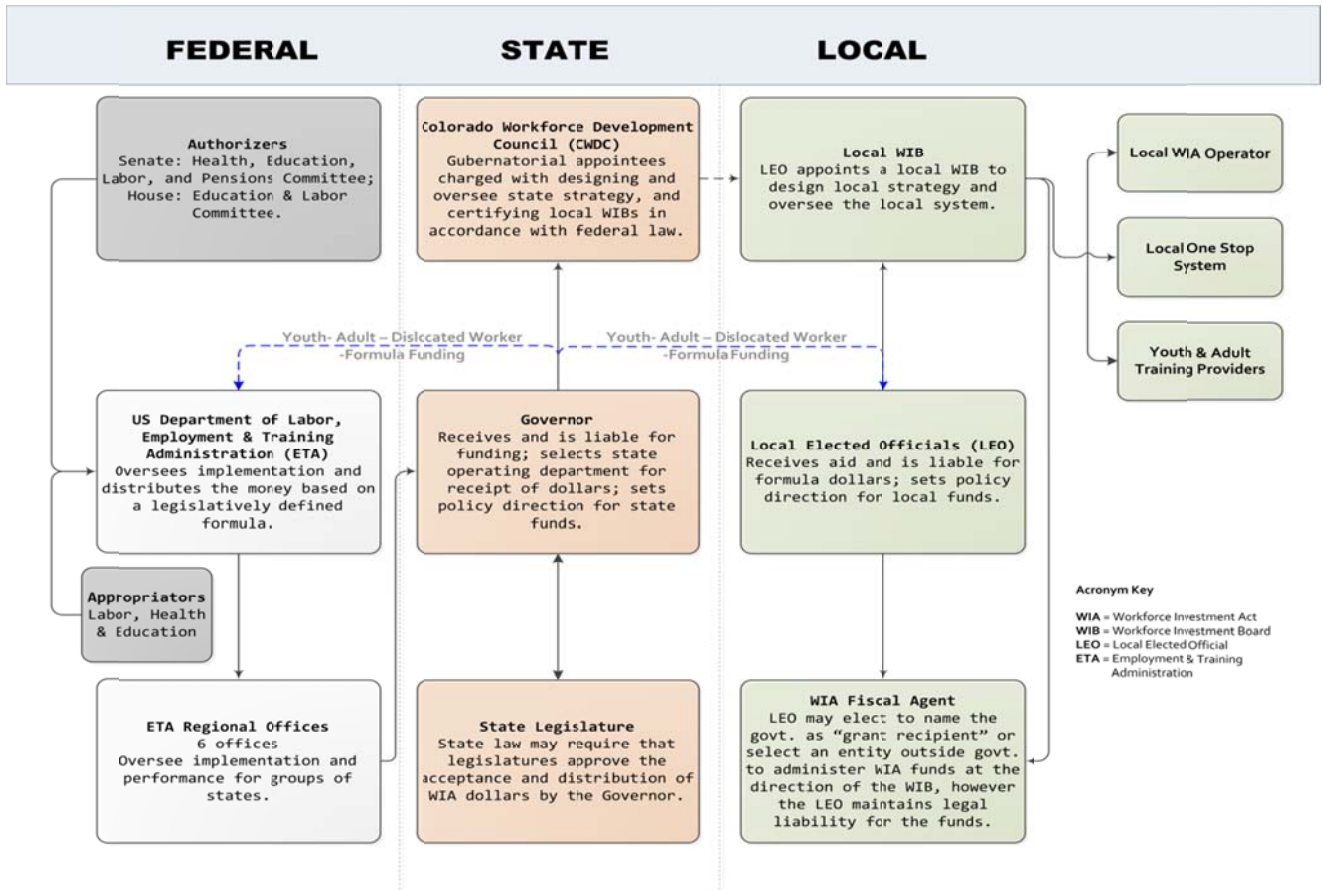 FEDERAL
STATE
LOCAL
Authorizers
Senate: Health, Education,
Labor, and Pensions Committee;
House: Education & Labor
Committee.
Colorado Workforce Development
Council (CWDC)
Gubernatorial appointees
charged with designing and
oversee state strategy, and
certifying local WIBs in
accordance with federal law.
Local WIB
LEO appoints a local WIB to
design local strategy and
oversee the local system.
Local WIA Operator
Local One Stop
System
Youth & Adult
Training Providers
Youth- Adult – Dislocated Worker
-Formula Funding
Youth- Adult – Dislocated Worker
-Formula Funding
US Department of Labor,
Employment & Training
Administration (ETA)
Oversees implementation and
distributes the money based on
a legislatively defined
formula.
Governor
Receives and is liable for
funding; selects state
operating department for
receipt of dollars; sets
policy direction for state
funds.
Local Elected Officials (LEO)
Receives aid and is liable for
formula dollars; sets policy
direction for local funds.
Appropriators
Labor, Health
& Education
ETA Regional Offices
6 offices
Oversee implementation and
performance for groups of
states.
State Legislature
State law may require that
legislatures approve the
acceptance and distribution of
WIA dollars by the Governor.
WIA Fiscal Agent
LEO may elect to name the
govt. as “grant recipient” or
select an entity outside govt.
to administer WIA funds at the
direction of the WIB, however
the LEO maintains legal
liability for the funds.
Acronym Key
WIA = Workforce Investment Act
WIB = Workforce Investment Board
LEO = Local Elected Official
ETA = Employment & Training
Administration